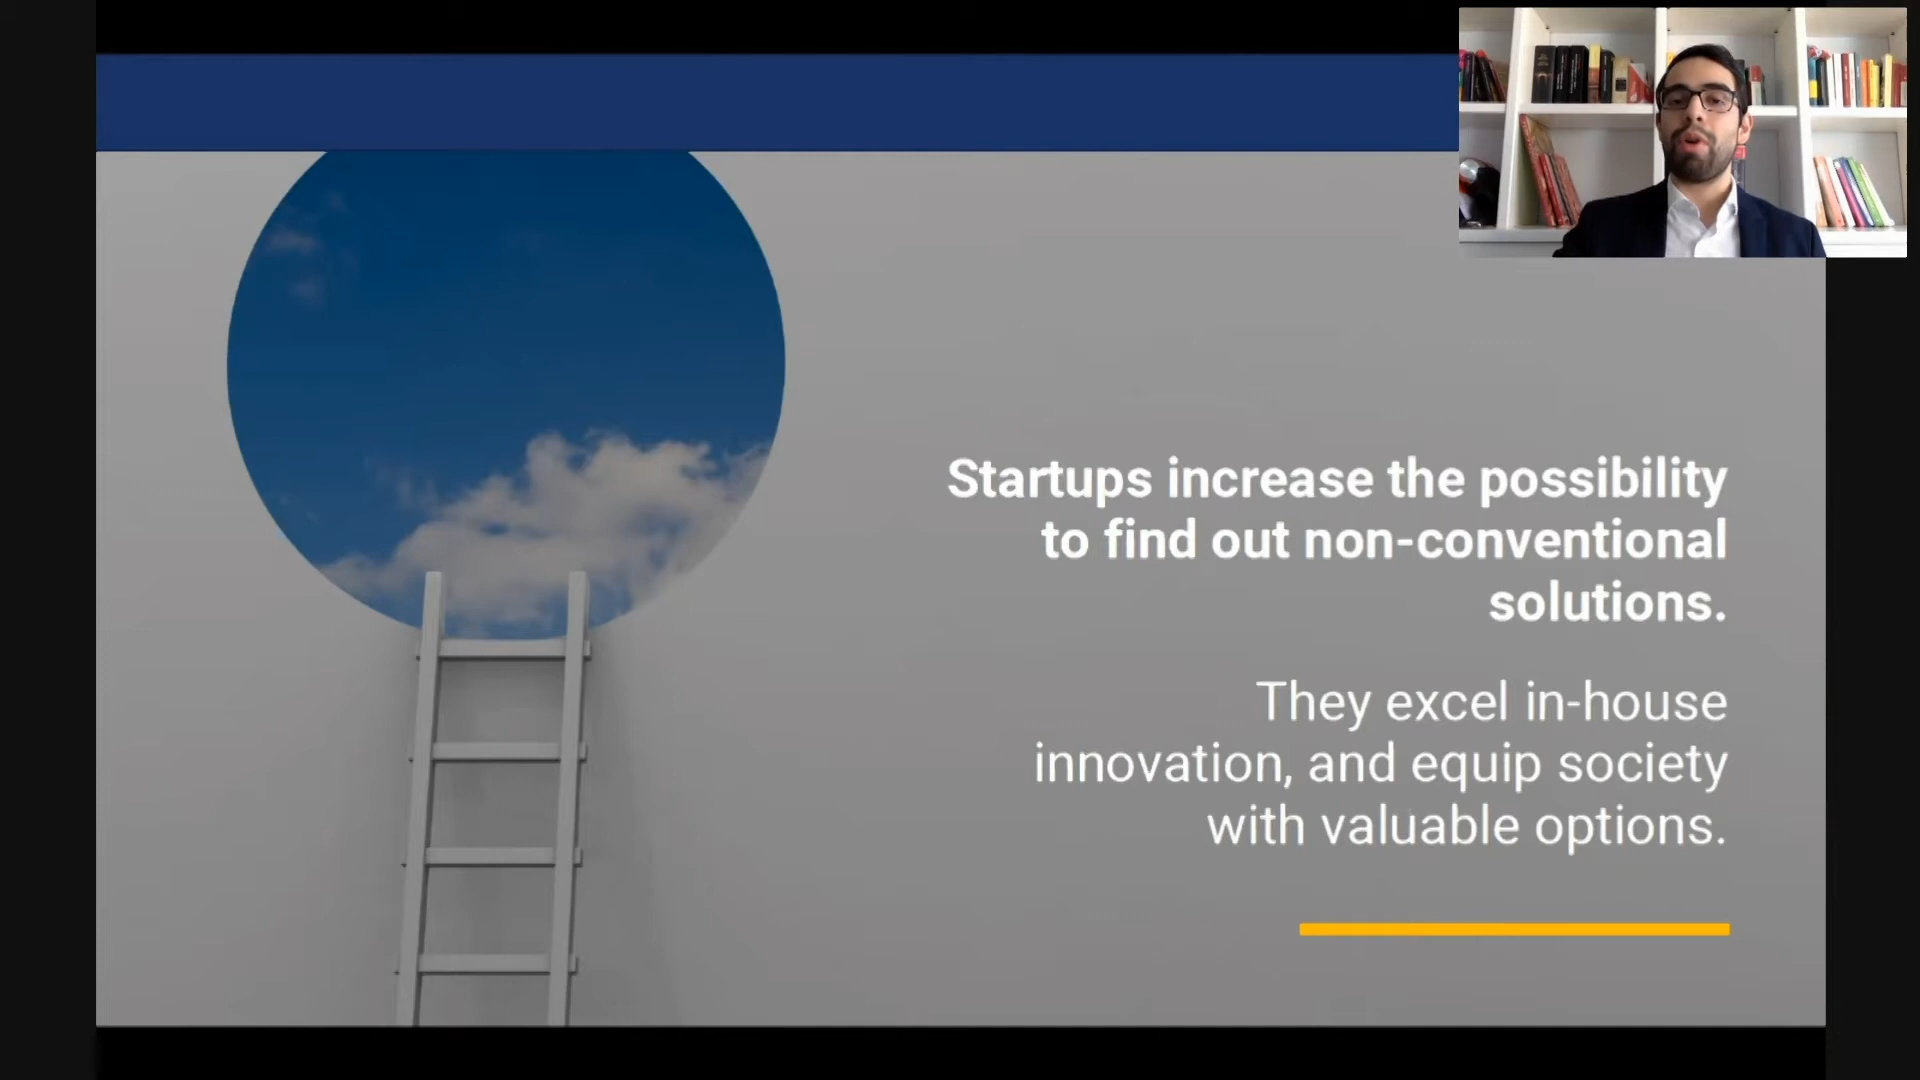 Startups increase the possibility
to find out non-conventional
solutions.
They excel in-house
innovation, and equip society
with valuable options.